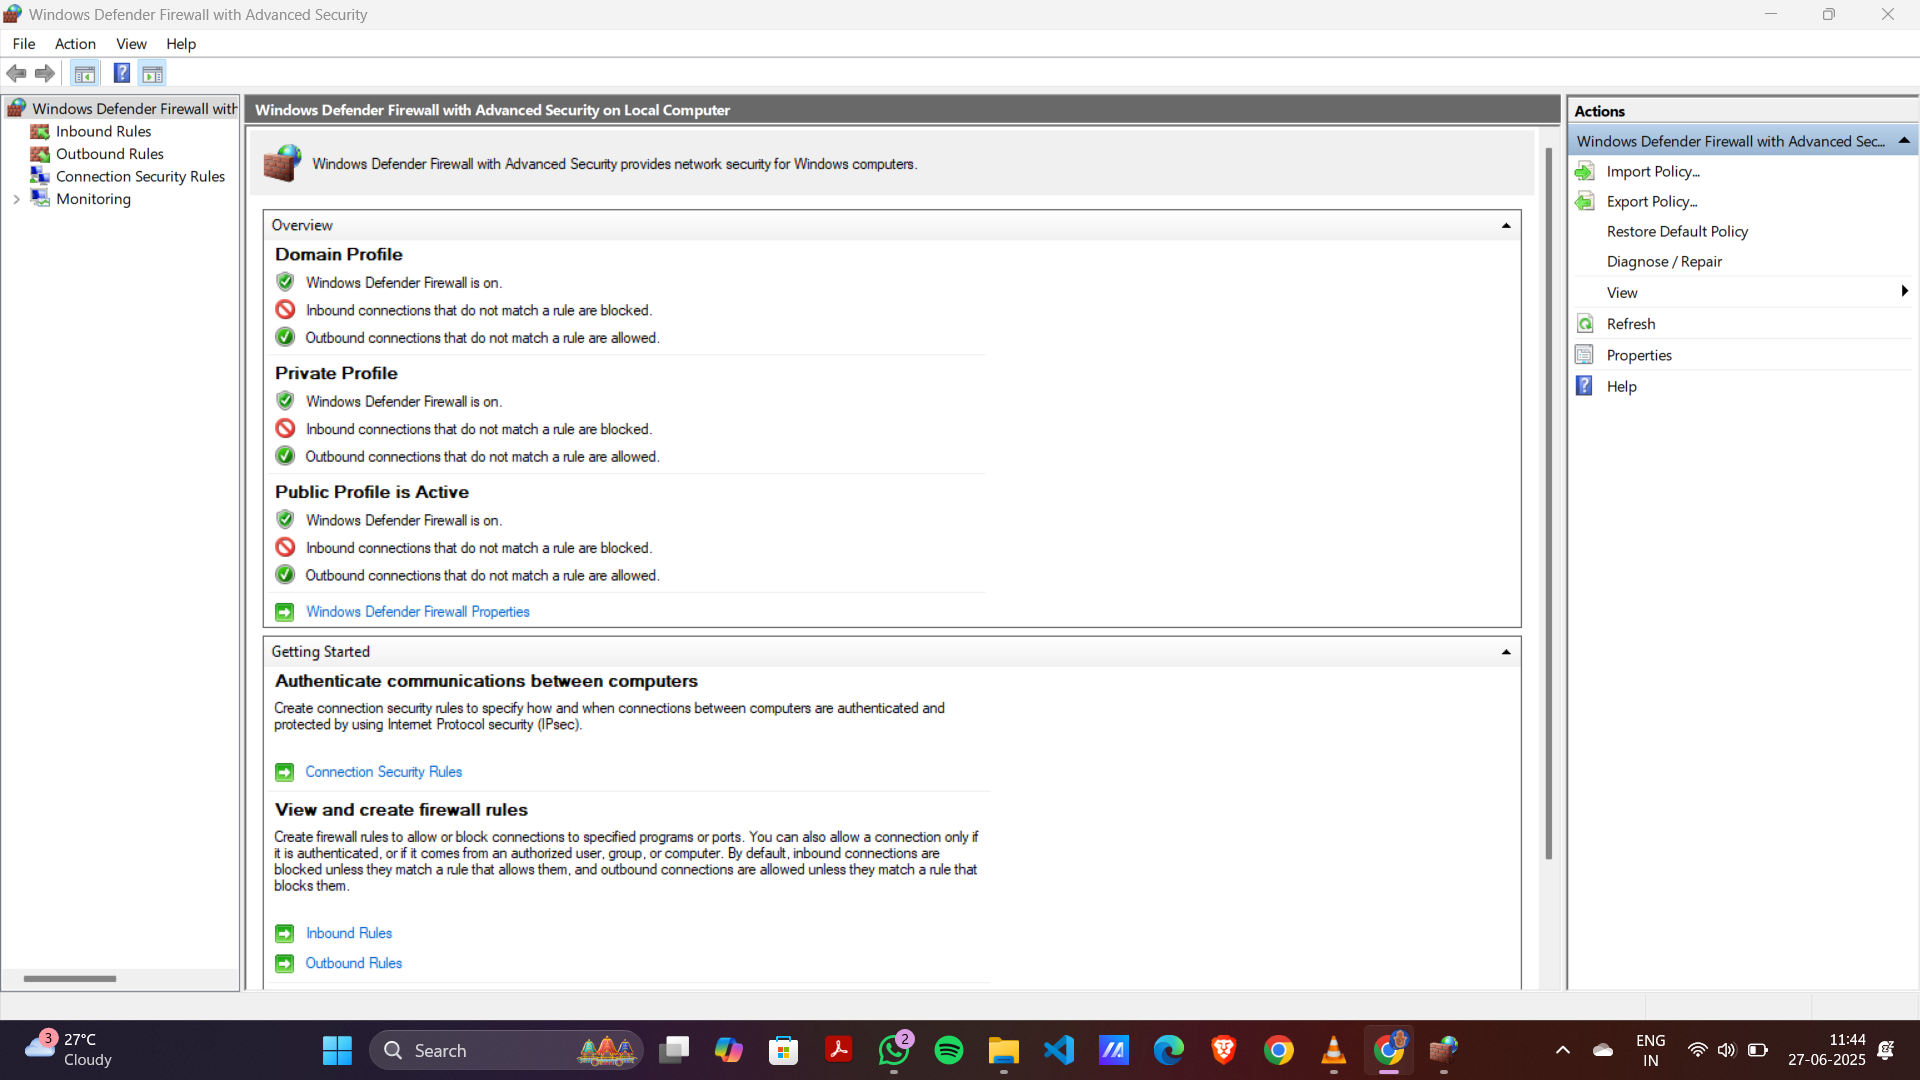 Windows Defender Firewall with Advanced Security
File Action View Help
Windows Defender Firewall with
Inbound Rules
Outbound Rules
Connection Security Rules
Monitoring
Windows Defender Firewall with Advanced Security on Local Computer
Windows Defender Firewall with Advanced Security provides network security for Windows computers.
Overview
Domain Profile
Windows Defender Firewall is on.
Inbound connections that do not match a rule are blocked.
Outbound connections that do not match a rule are allowed.
Private Profile
Windows Defender Firewall is on.
Inbound connections that do not match a rule are blocked.
Outbound connections that do not match a rule are allowed.
Public Profile is Active
Windows Defender Firewall is on.
Inbound connections that do not match a rule are blocked.
Outbound connections that do not match a rule are allowed.
Windows Defender Firewall Properties
Getting Started
Authenticate communications between computers
Create connection security rules to specify how and when connections between computers are authenticated and
protected by using Internet Protocol security (IPsec).
Connection Security Rules
View and create firewall rules
Create firewall rules to allow or block connections to specified programs or ports. You can also allow a connection only if
it is authenticated, or if it comes from an authorized user, group, or computer. By default, inbound connections are
blocked unless they match a rule that allows them, and outbound connections are allowed unless they match a rule that
blocks them.
Inbound Rules
Outbound Rules
Actions
Windows Defender Firewall with Advanced Sec...
Import Policy...
Export Policy...
Restore Default Policy
Diagnose / Repair
View
Refresh
Properties
Help
3
27°C
Cloudy
Search
2
ENG
IN
11:44
27-06-2025